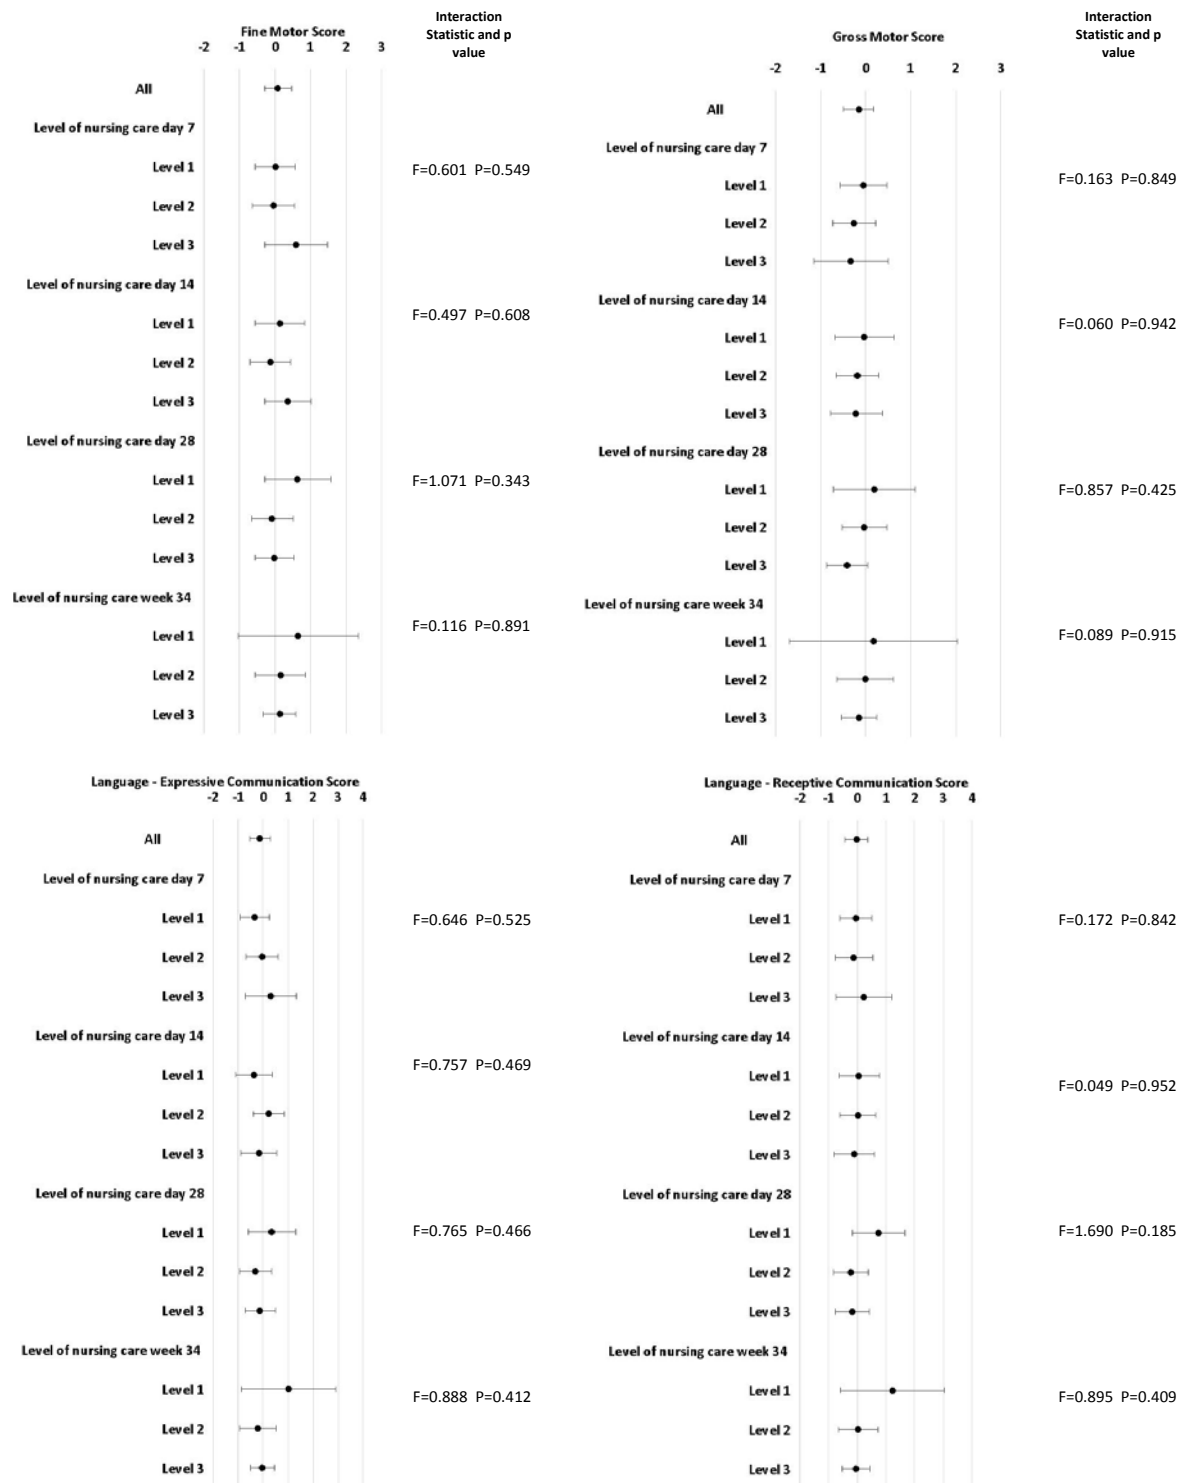 Fine Motor Score
-2 -1 0 1 2 3
Interaction
Statistic and p
value
All
Level of nursing care day 7
Level 1
F=0.601 P=0.549
Level 2
Level 3
Level of nursing care day 14
Level 1
F=0.497 P=0.608
Level 2
Level 3
Level of nursing care day 28
Level 1
F=1.071 P=0.343
Level 2
Level 3
Level of nursing care week 34
Level 1
F=0.116 P=0.891
Level 2
Level 3
Gross Motor Score
-2 -1 0 1 2 3
Interaction
Statistic and p
value
All
Level of nursing care day 7
Level 1
F=0.163 P=0.849
Level 2
Level 3
Level of nursing care day 14
Level 1
F=0.060 P=0.942
Level 2
Level 3
Level of nursing care day 28
Level 1
F=0.857 P=0.425
Level 2
Level 3
Level of nursing care week 34
Level 1
F=0.089 P=0.915
Level 2
Level 3
Language - Expressive Communication Score
-2 -1 0 1 2 3 4
All
Level of nursing care day 7
Level 1
F=0.646 P=0.525
Level 2
Level 3
Level of nursing care day 14
Level 1
F=0.757 P=0.469
Level 2
Level 3
Level of nursing care day 28
Level 1
F=0.765 P=0.466
Level 2
Level 3
Level of nursing care week 34
Level 1
F=0.888 P=0.412
Level 2
Level 3
Language - Receptive Communication Score
-2 -1 0 1 2 3 4
All
Level of nursing care day 7
Level 1
F=0.172 P=0.842
Level 2
Level 3
Level of nursing care day 14
Level 1
F=0.049 P=0.952
Level 2
Level 3
Level of nursing care day 28
Level 1
F=1.690 P=0.185
Level 2
Level 3
Level of nursing care week 34
Level 1
F=0.895 P=0.409
Level 2
Level 3